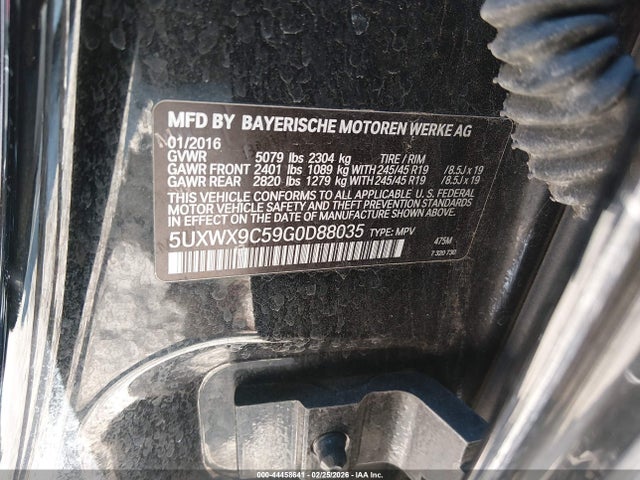 MFD BY BAYERISCHE MOTOREN WERKE AG
01/2016
GVWR 5079 lbs 2304 kg TIRE / RIM
GAWR FRONT 2401 lbs 1089 kg WITH 245/45 R19 /8.5J x 19
GAWR REAR 2820 lbs 1279 kg WITH 245/45 R19 /8.5J x 19
THIS VEHICLE CONFORMS TO ALL APPLICABLE U. S. FEDERAL
MOTOR VEHICLE SAFETY AND THEFT PREVENTION STANDARDS
IN EFFECT ON THE DATE OF MANUFACTURE SHOWN ABOVE.
5UXWX9C59G0D88035 TYPE: MPV 475M
7 320 730
000-44458641 - 02/25/2026 - IAA Inc.